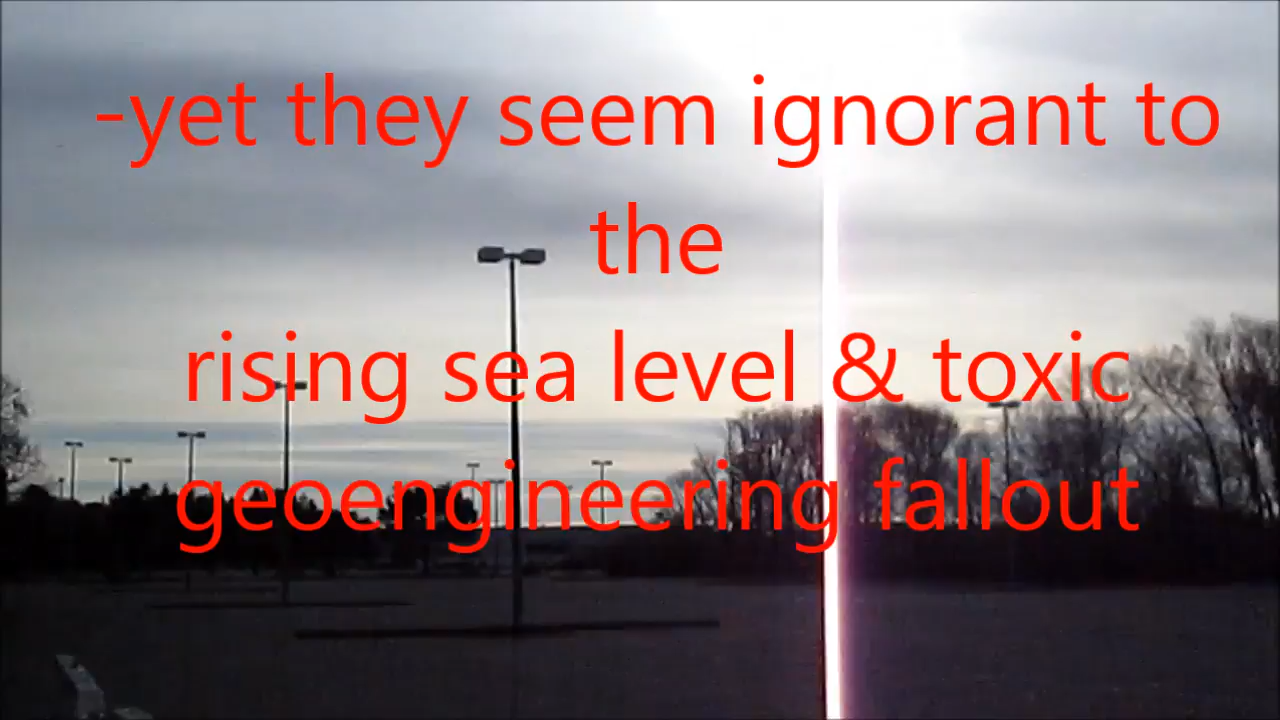 -yet they seem ignorant to
the
rising sea level & toxic
geoengineering fallout